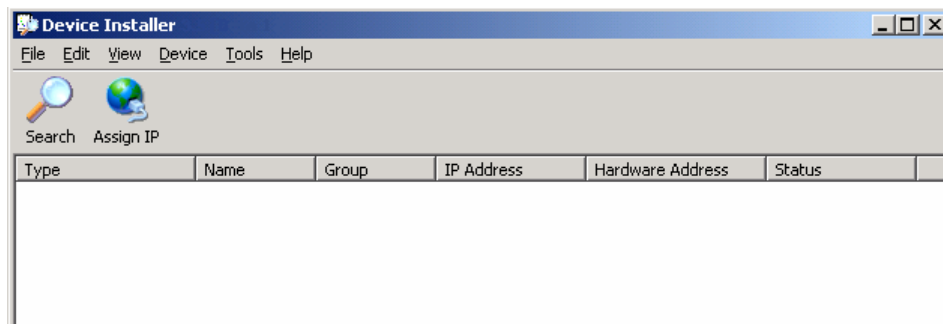 Device Installer
File Edit View Device Tools Help
Search Assign IP
Type Name Group IP Address Hardware Address Status